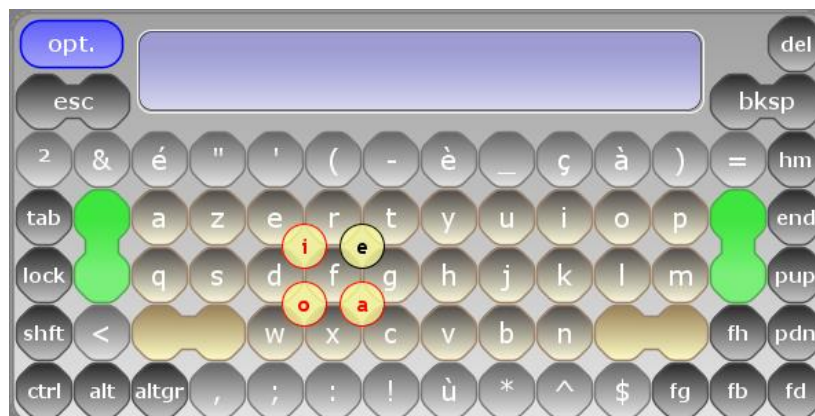 opt. del
esc bksp
² & é " ' ( - è _ ç à ) = hm
tab a z e r t y u i o p end
i e
lock q s d f g h j k l m pup
o a
shft < w x c v b n fh pdn
ctrl alt altgr , ; : ! ù * ^ $ fg fb fd